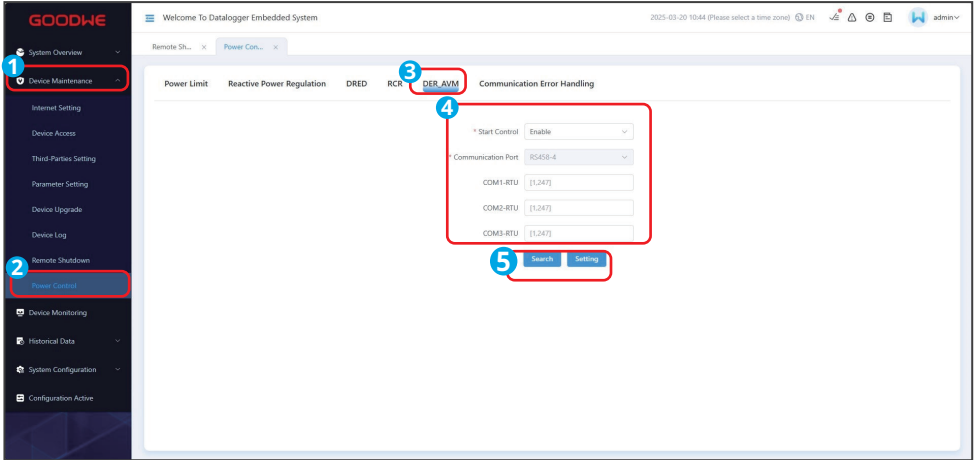 GOODWE
Welcome To Datalogger Embedded System
2025-03-20 10:44 (Please select a time zone) EN
admin
System Overview
Remote Sh... ×
Power Con... ×
1
Device Maintenance
Power Limit
Reactive Power Regulation
DRED
RCR
3
DER_AVM
Communication Error Handling
Internet Setting
Device Access
Third-Parties Setting
Parameter Setting
Device Upgrade
Device Log
Remote Shutdown
2
Power Control
Device Monitoring
Historical Data
System Configuration
Configuration Active
4
* Start Control Enable
* Communication Port RS458-4
COM1-RTU [1,247]
COM2-RTU [1,247]
COM3-RTU [1,247]
5
Search
Setting